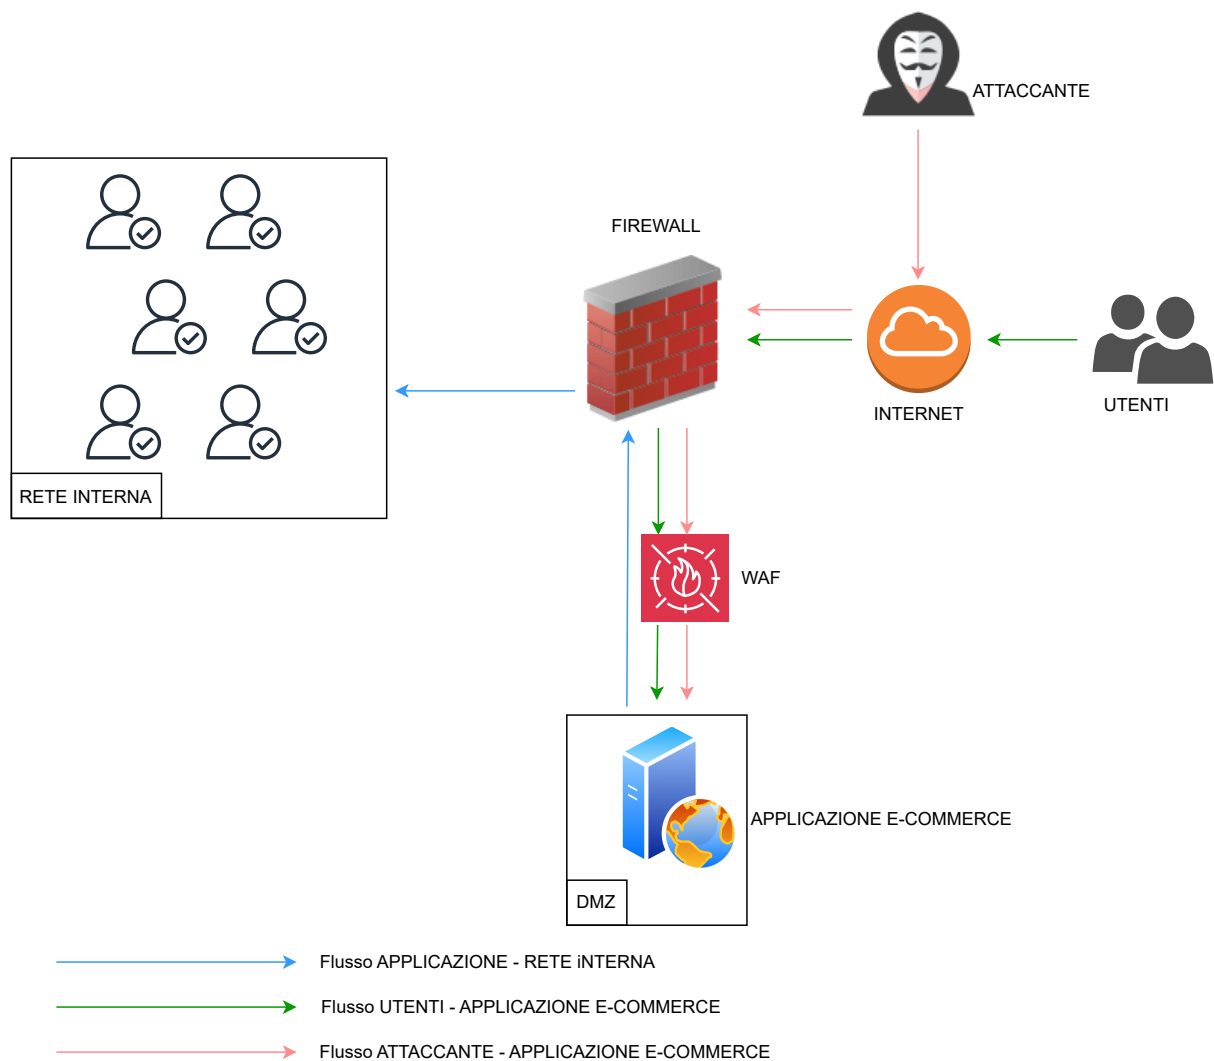 ATTACCANTE
FIREWALL
INTERNET
UTENTI
RETE INTERNA
WAF
APPLICAZIONE E-COMMERCE
DMZ
Flusso APPLICAZIONE - RETE iNTERNA
Flusso UTENTI - APPLICAZIONE E-COMMERCE
Flusso ATTACCANTE - APPLICAZIONE E-COMMERCE